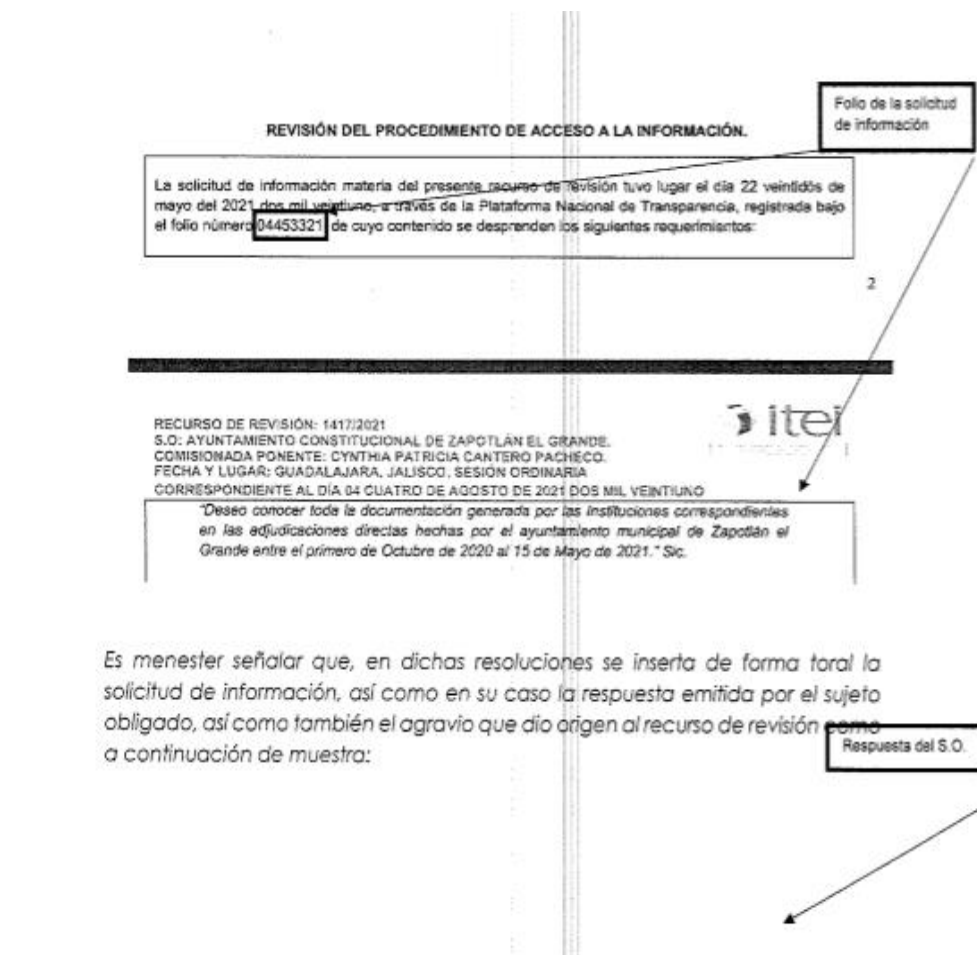 Folio de la solicitud
de información
REVISIÓN DEL PROCEDIMIENTO DE ACCESO A LA INFORMACIÓN.
La solicitud de información materia del presente recurso de revisión tuvo lugar el día 22 veintidós de
mayo del 2021 dos mil veintiuno, a través de la Plataforma Nacional de Transparencia, registrada bajo
el folio número 04453321 de cuyo contenido se desprenden los siguientes requerimientos:
2
itei
RECURSO DE REVISIÓN: 1417/2021
S.O: AYUNTAMIENTO CONSTITUCIONAL DE ZAPOTLÁN EL GRANDE.
COMISIONADA PONENTE: CYNTHIA PATRICIA CANTERO PACHECO.
FECHA Y LUGAR: GUADALAJARA, JALISCO, SESIÓN ORDINARIA
CORRESPONDIENTE AL DÍA 04 CUATRO DE AGOSTO DE 2021 DOS MIL VEINTIUNO
"Deseo conocer toda la documentación generada por las instituciones correspondientes
en las adjudicaciones directas hechas por el ayuntamiento municipal de Zapotlán el
Grande entre el primero de Octubre de 2020 al 15 de Mayo de 2021." Sic.
Es menester señalar que, en dichas resoluciones se inserta de forma toral la
solicitud de información, así como en su caso la respuesta emitida por el sujeto
obligado, así como también el agravio que dio origen al recurso de revisión como
a continuación de muestra:
Respuesta del S.O.